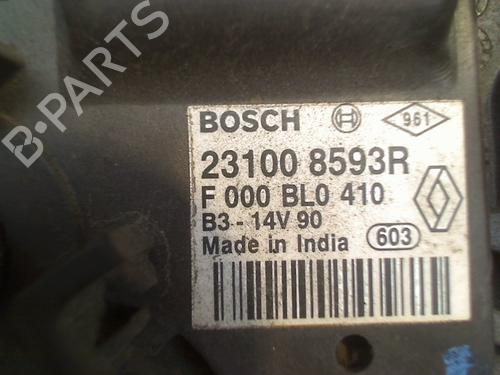 B-PARTS
BOSCH 961
23100 8593R
F 000 BL0 410
B3 - 14V 90
Made in India 603